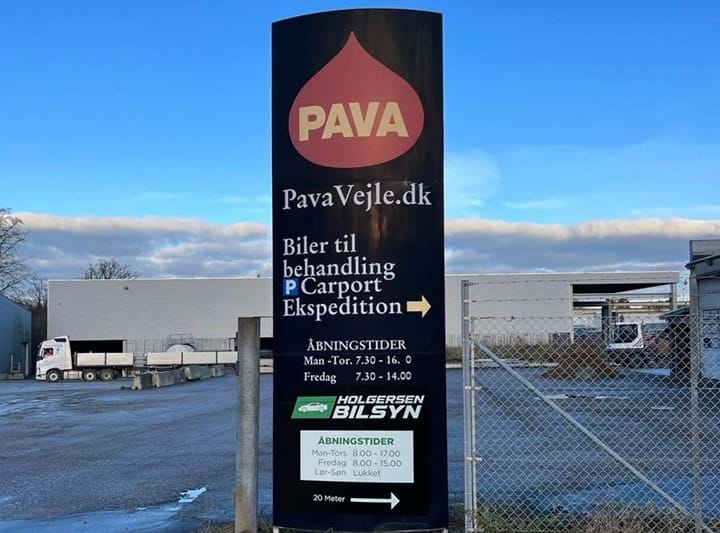 PAVA
PavaVejle.dk
Biler til
behandling
P Carport
Ekspedition
ÅBNINGSTIDER
Man -Tor. 7.30 - 16. 0
Fredag 7.30 - 14.00
HOLGERSEN
BILSYN
ÅBNINGSTIDER
Man-Tors 8.00 - 17.00
Fredag 8.00 - 15.00
Lør-Søn Lukket
20 Meter